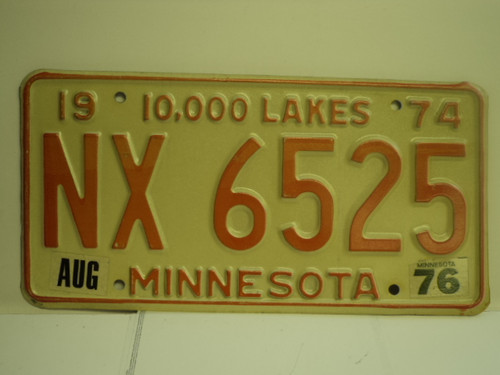 19 10,000 LAKES 74
NX 6525
AUG MINNESOTA MINNESOTA 76